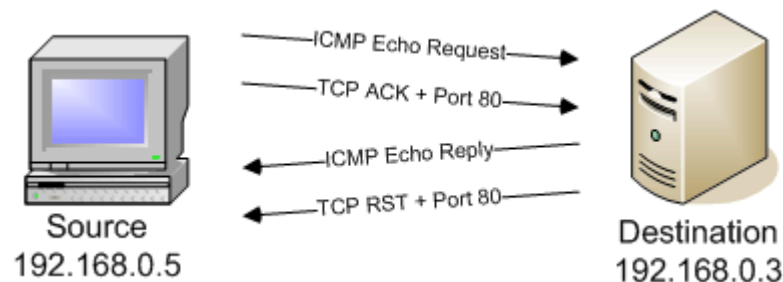 ICMP Echo Request
TCP ACK + Port 80
ICMP Echo Reply
TCP RST + Port 80
Source
192.168.0.5
Destination
192.168.0.3